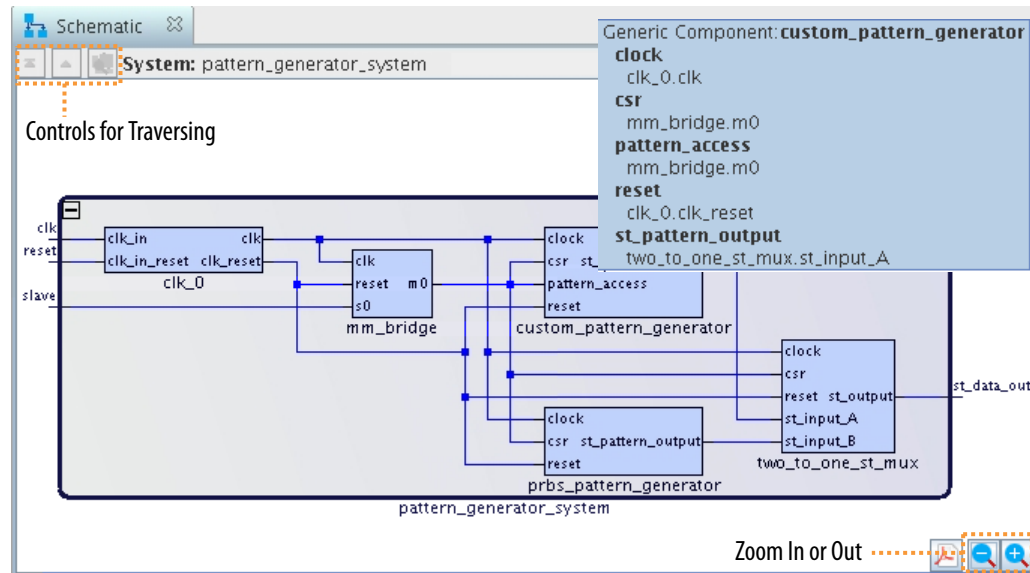 Schematic
System: pattern_generator_system
Controls for Traversing
Generic Component:custom_pattern_generator
clock
clk_0.clk
csr
mm_bridge.m0
pattern_access
mm_bridge.m0
reset
clk_0.clk_reset
st_pattern_output
two_to_one_st_mux.st_input_A
clk
reset
slave
clk_in clk
clk_in_reset clk_reset
clk_0
clk
reset m0
s0
mm_bridge
clock
csr st_p
pattern_access
reset
custom_pattern_generator
clock
csr
reset st_output
st_input_A
st_input_B
two_to_one_st_mux
st_data_out
clock
csr st_pattern_output
reset
prbs_pattern_generator
pattern_generator_system
Zoom In or Out